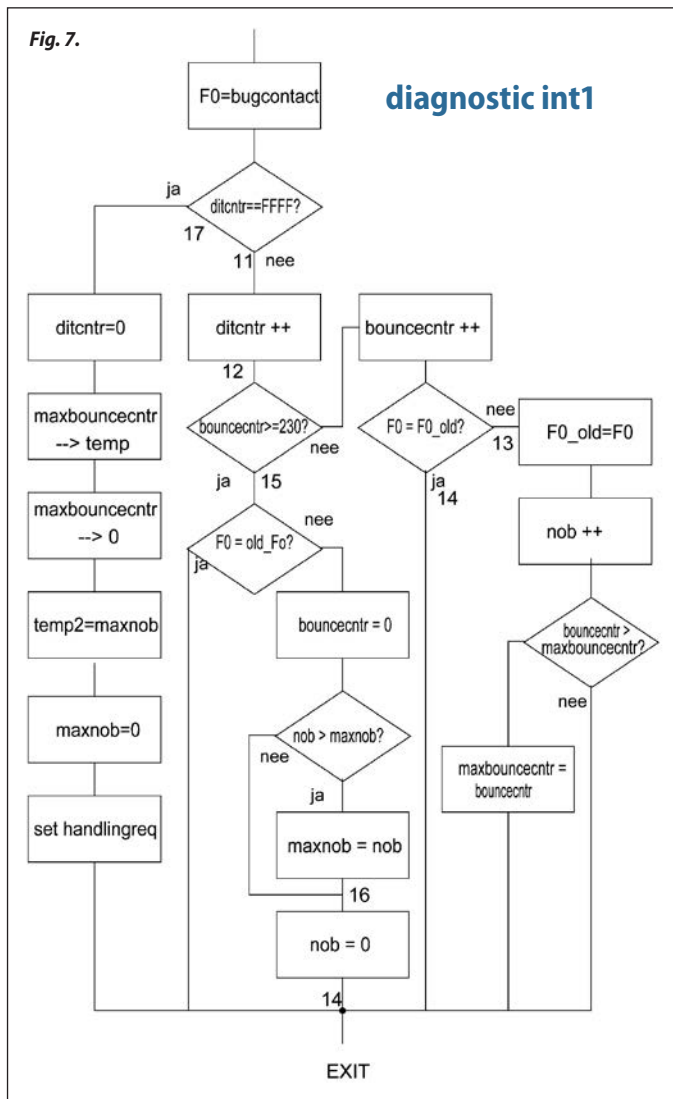 Fig. 7.
diagnostic int1
F0=bugcontact
ditcntr==FFFF?
ja
17
11
nee
ditcntr=0
maxbouncecntr
--> temp
maxbouncecntr
--> 0
temp2=maxnob
maxnob=0
set handlingreq
ditcntr ++
12
bouncecntr>=230?
nee
ja
15
F0 = old_Fo?
nee
ja
bouncecntr = 0
nob > maxnob?
nee
ja
maxnob = nob
16
nob = 0
14
bouncecntr ++
F0 = F0_old?
nee
13
ja
14
F0_old=F0
nob ++
bouncecntr >
maxbouncecntr?
nee
maxbouncecntr =
bouncecntr
EXIT